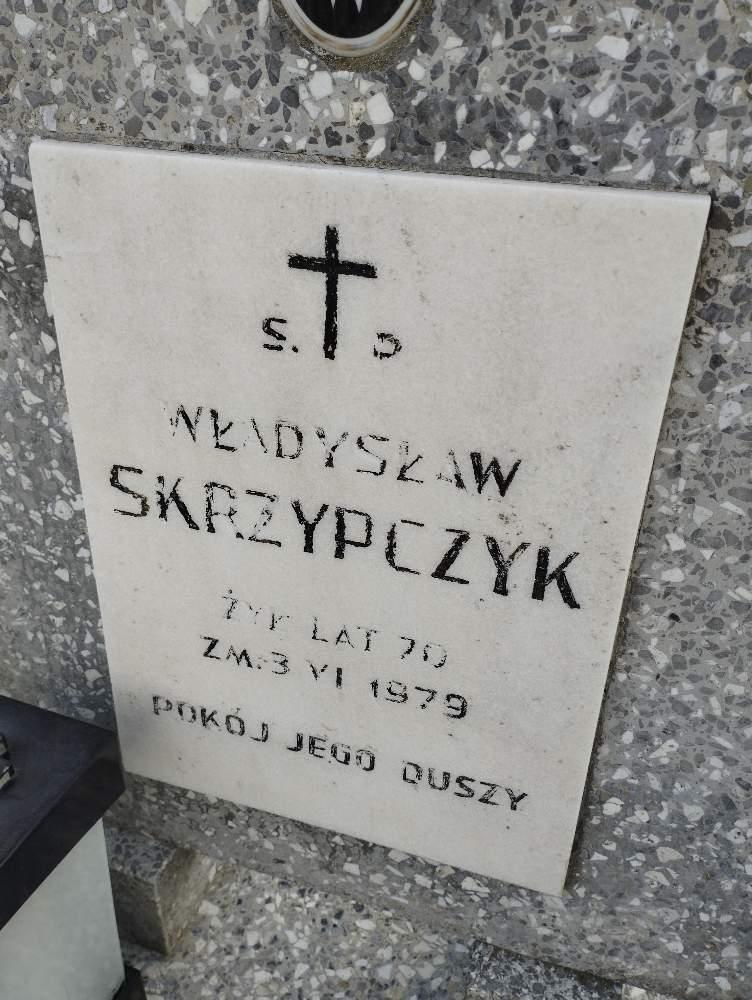 Ś. P
WŁADYSŁAW
SKRZYPCZYK
ŻYŁ LAT 70
ZM. 3 VI 1979
POKÓJ JEGO DUSZY